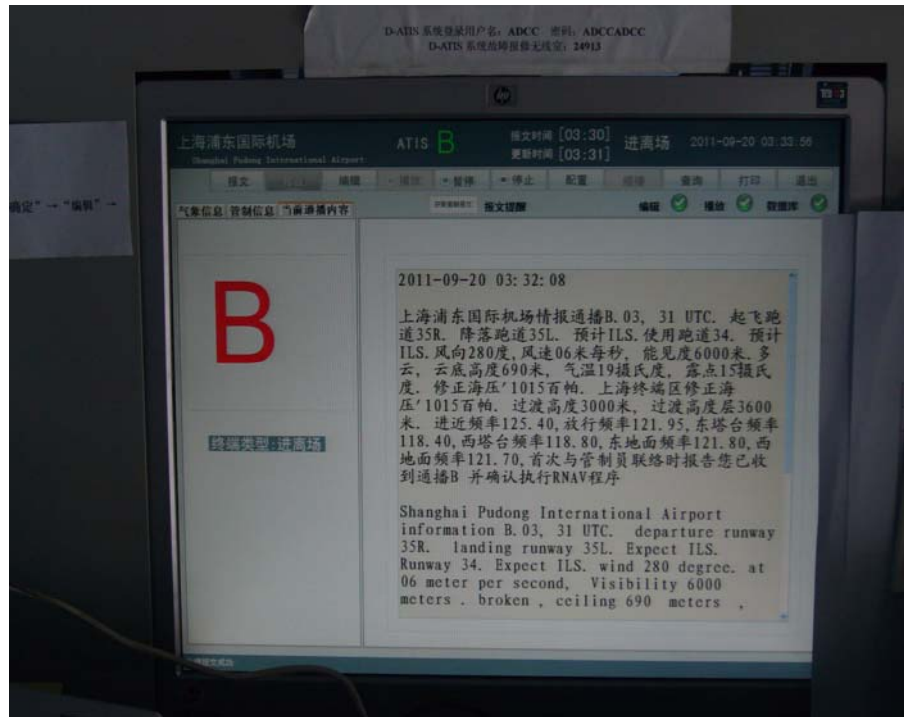 D-ATIS 系统登录用户名：ADCC 密码：ADCCADCC
D-ATIS 系统故障报修无线室：24913
hp
上海浦东国际机场
Shanghai Pudong International Airport
ATIS B
报文时间 [03:30]
更新时间 [03:31]
进离场
2011-09-20 03:33:56
报文 编辑 播放 暂停 停止 配置 查询 打印 退出
气象信息 管制信息 当前通播内容
报文提醒
编辑 播放 数据库
确定”→“编辑”→
B
终端类型:进离场
2011-09-20 03:32:08
上海浦东国际机场情报通播B.03, 31 UTC. 起飞跑
道35R. 降落跑道35L. 预计ILS.使用跑道34. 预计
ILS.风向280度,风速06米每秒, 能见度6000米.多
云, 云底高度690米, 气温19摄氏度, 露点15摄氏
度. 修正海压'1015百帕. 上海终端区修正海
压'1015百帕. 过渡高度3000米, 过渡高度层3600
米. 进近频率125.40,放行频率121.95,东塔台频率
118.40,西塔台频率118.80,东地面频率121.80,西
地面频率121.70,首次与管制员联络时报告您已收
到通播B 并确认执行RNAV程序
Shanghai Pudong International Airport
information B.03, 31 UTC. departure runway
35R. landing runway 35L. Expect ILS.
Runway 34. Expect ILS. wind 280 degree. at
06 meter per second, Visibility 6000
meters . broken , ceiling 690 meters ,